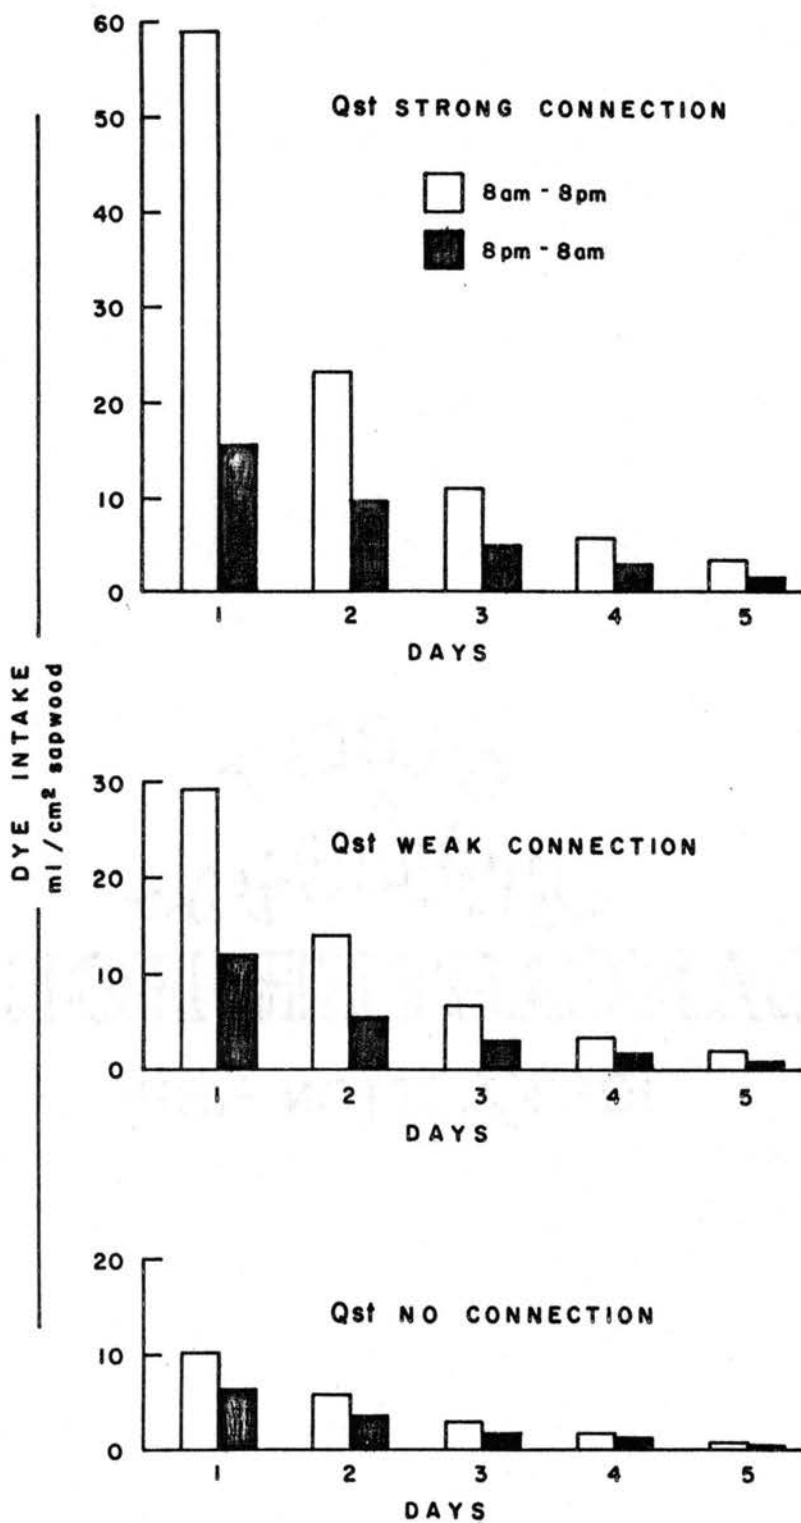 DYE INTAKE
ml/cm² sapwood
60
50
40
30
20
10
0
Qst STRONG CONNECTION
8am - 8pm
8pm - 8am
1 2 3 4 5
DAYS
30
20
10
0
Qst WEAK CONNECTION
1 2 3 4 5
DAYS
20
10
0
Qst NO CONNECTION
1 2 3 4 5
DAYS